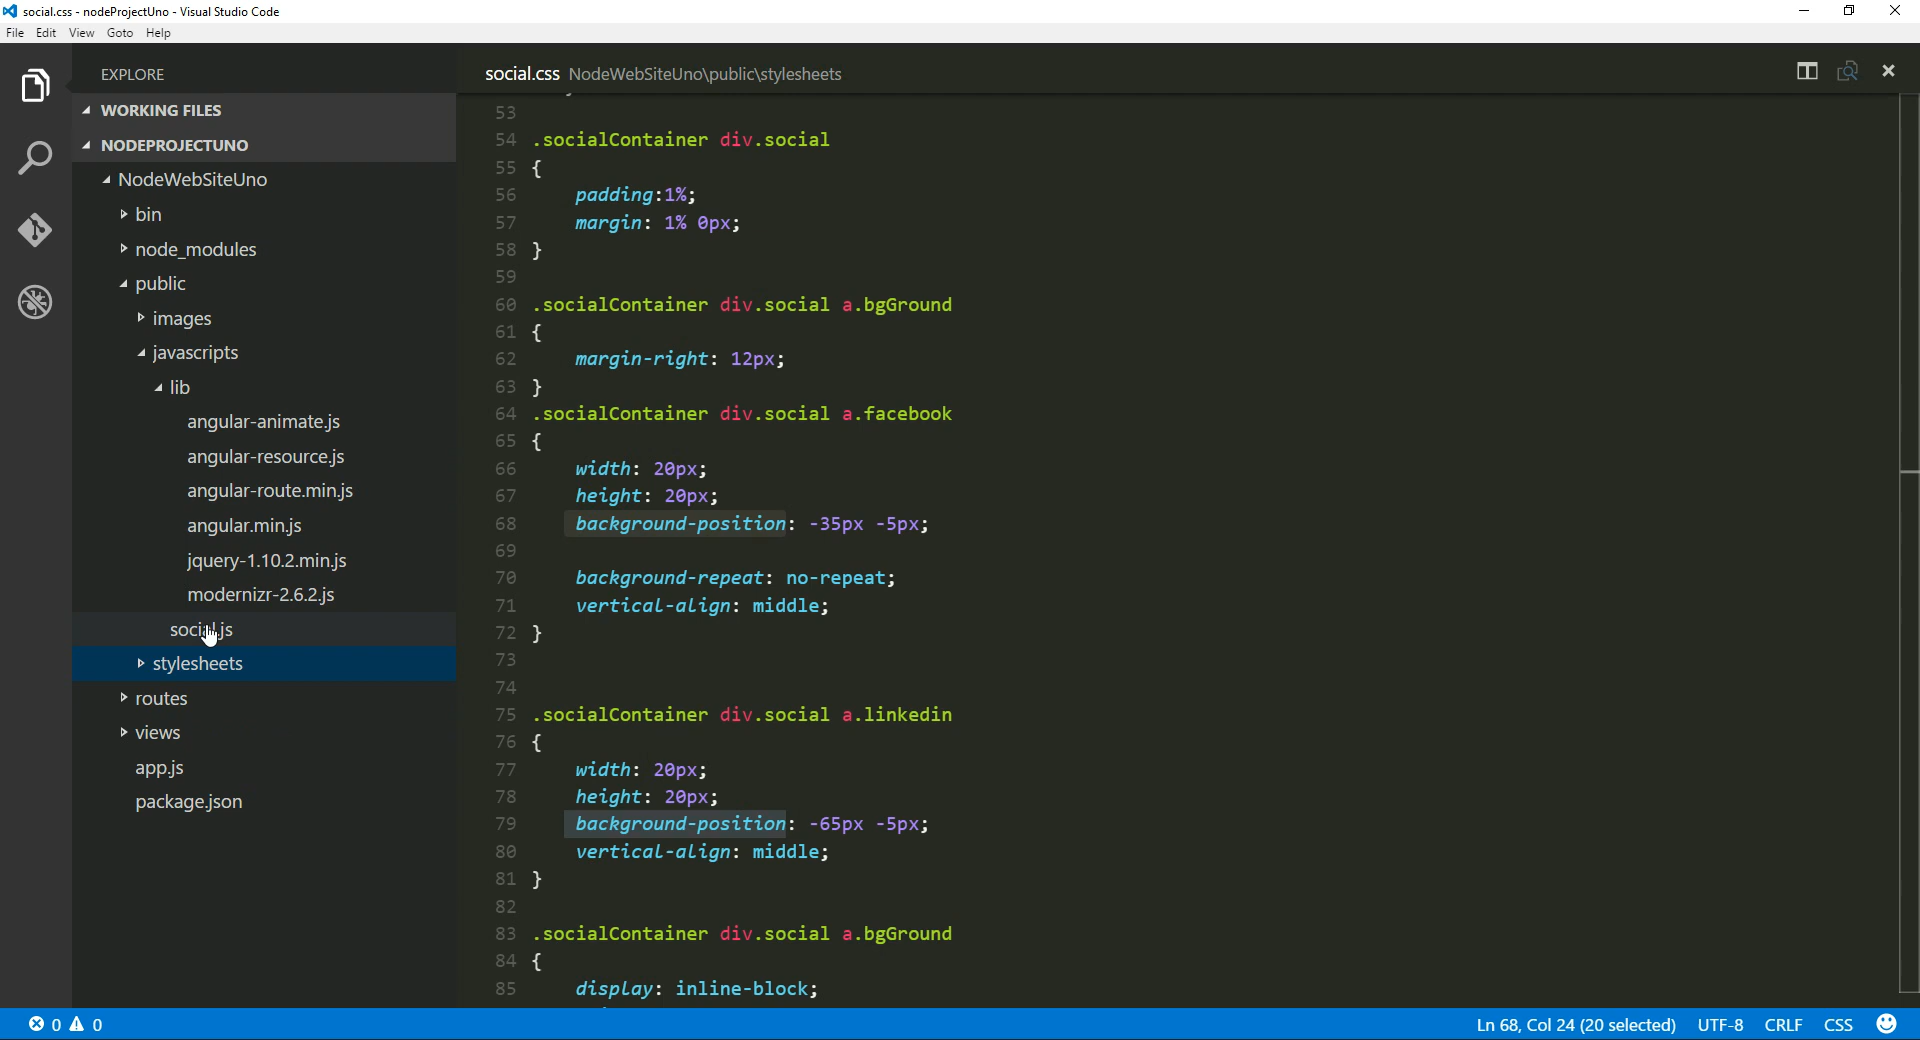 social.css - nodeProjectUno - Visual Studio Code
File Edit View Goto Help
EXPLORE
WORKING FILES
NODEPROJECTUNO
NodeWebSiteUno
bin
node_modules
public
images
javascripts
lib
angular-animate.js
angular-resource.js
angular-route.min.js
angular.min.js
jquery-1.10.2.min.js
modernizr-2.6.2.js
social.js
stylesheets
routes
views
app.js
package.json
social.css NodeWebSiteUno\public\stylesheets
53
54 .socialContainer div.social
55 {
56 padding:1%;
57 margin: 1% 0px;
58 }
59
60 .socialContainer div.social a.bgGround
61 {
62 margin-right: 12px;
63 }
64 .socialContainer div.social a.facebook
65 {
66 width: 20px;
67 height: 20px;
68 background-position: -35px -5px;
69
70 background-repeat: no-repeat;
71 vertical-align: middle;
72 }
73
74
75 .socialContainer div.social a.linkedin
76 {
77 width: 20px;
78 height: 20px;
79 background-position: -65px -5px;
80 vertical-align: middle;
81 }
82
83 .socialContainer div.social a.bgGround
84 {
85 display: inline-block;
0 0 Ln 68, Col 24 (20 selected) UTF-8 CRLF CSS